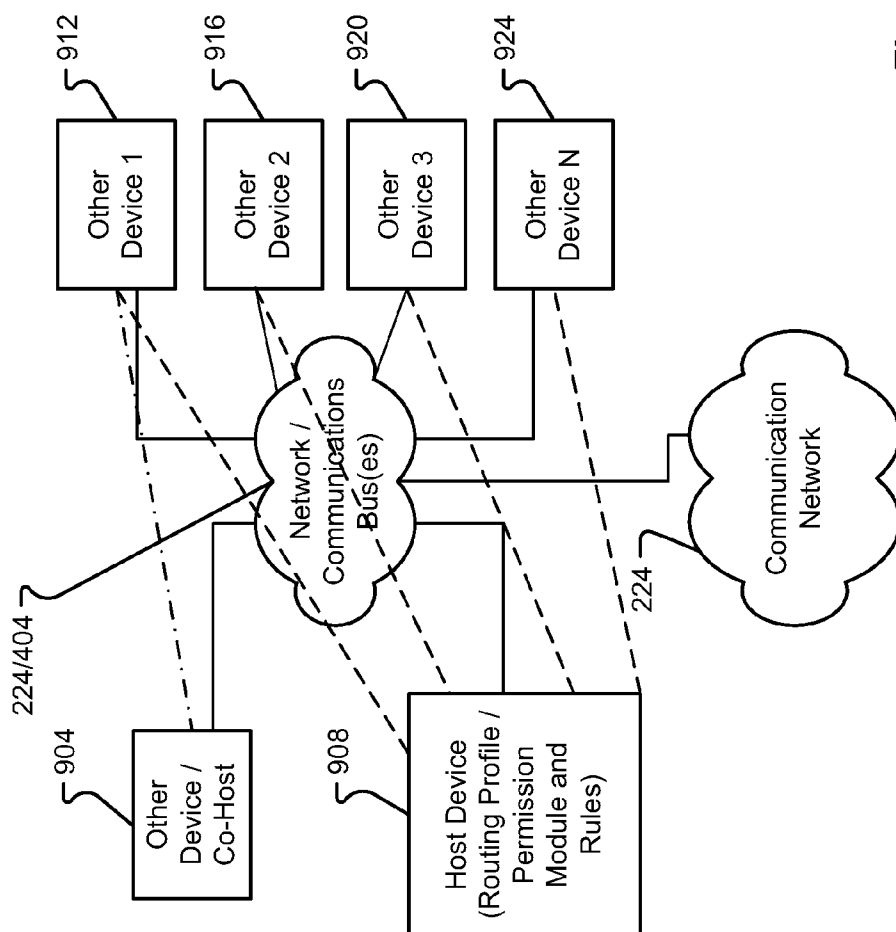 908
Host Device
(Routing Profile /
Permission
Module and
Rules)
904
Other
Device /
Co-Host
224/404
Network /
Communications
Bus(es)
224
Communication
Network
912
Other
Device 1
916
Other
Device 2
920
Other
Device 3
924
Other
Device N